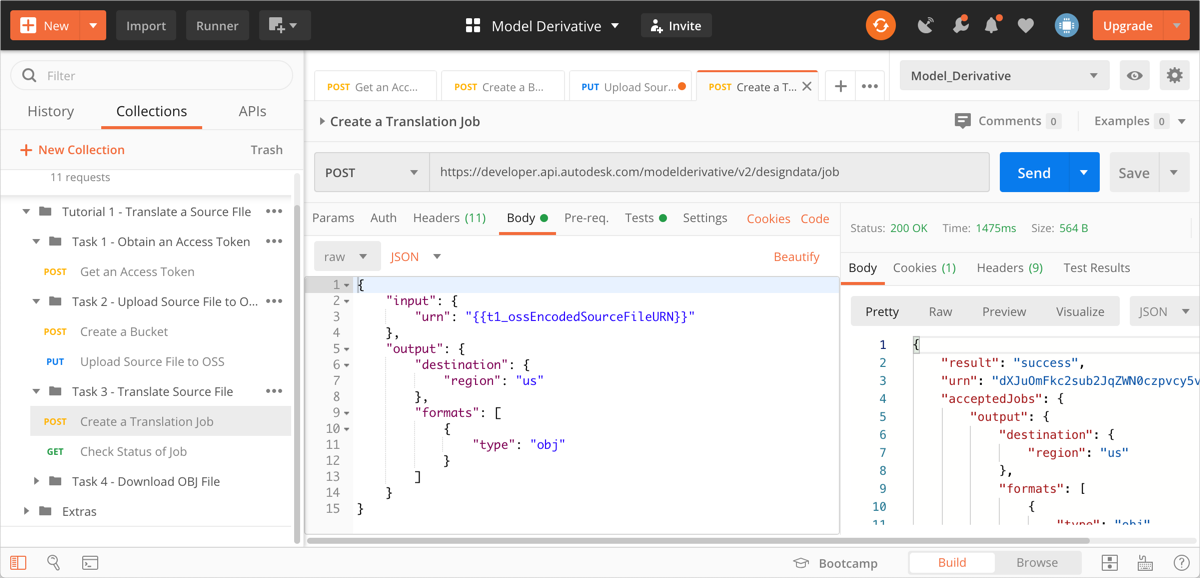 New
Import
Runner
Model Derivative
Invite
Upgrade
Filter
History
Collections
APIs
New Collection
Trash
11 requests
Tutorial 1 - Translate a Source FIle
Task 1 - Obtain an Access Token
POST Get an Access Token
Task 2 - Upload Source File to O...
POST Create a Bucket
PUT Upload Source File to OSS
Task 3 - Translate Source File
POST Create a Translation Job
GET Check Status of Job
Task 4 - Download OBJ File
Extras
POST Get an Acc...
POST Create a B...
PUT Upload Sour...
POST Create a T...
Model_Derivative
Create a Translation Job
Comments 0
Examples 0
POST
https://developer.api.autodesk.com/modelderivative/v2/designdata/job
Send
Save
Params Auth Headers (11) Body Pre-req. Tests Settings Cookies Code
raw
JSON
Beautify
1 {
2 "input": {
3 "urn": "{{t1_ossEncodedSourceFileURN}}"
4 },
5 "output": {
6 "destination": {
7 "region": "us"
8 },
9 "formats": [
10 {
11 "type": "obj"
12 }
13 ]
14 }
15 }
Status: 200 OK Time: 1475ms Size: 564 B
Body Cookies (1) Headers (9) Test Results
Pretty Raw Preview Visualize JSON
1 {
2 "result": "success",
3 "urn": "dXJuOmFkc2sub2JqZWN0czpvcy5v
4 "acceptedJobs": {
5 "output": {
6 "destination": {
7 "region": "us"
8 },
9 "formats": [
10 {
11 "type": "obj"
Bootcamp
Build
Browse